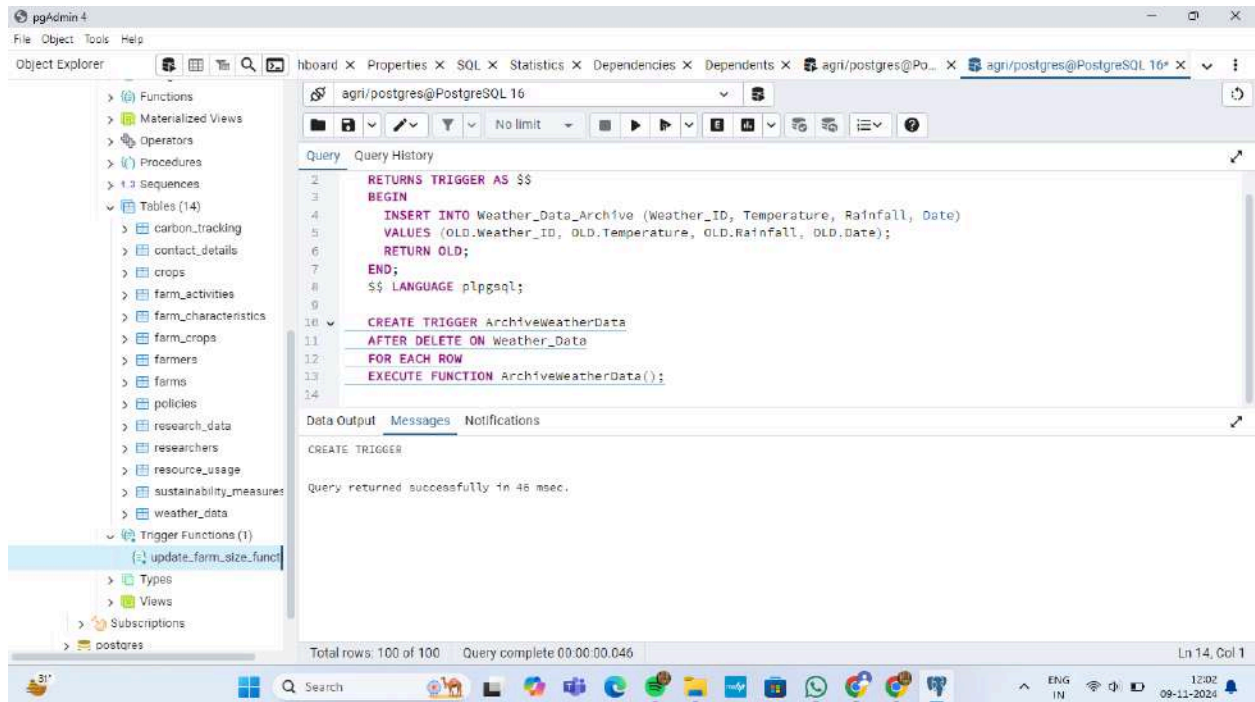 pgAdmin 4
File Object Tools Help
Object Explorer
hboard Properties SQL Statistics Dependencies Dependents agri/postgres@Po... agri/postgres@PostgreSQL 16*
agri/postgres@PostgreSQL 16
No limit
Query Query History
2 RETURNS TRIGGER AS $$
3 BEGIN
4 INSERT INTO Weather_Data_Archive (Weather_ID, Temperature, Rainfall, Date)
5 VALUES (OLD.Weather_ID, OLD.Temperature, OLD.Rainfall, OLD.Date);
6 RETURN OLD;
7 END;
8 $$ LANGUAGE plpgsql;
9
10 CREATE TRIGGER ArchiveWeatherData
11 AFTER DELETE ON Weather_Data
12 FOR EACH ROW
13 EXECUTE FUNCTION ArchiveWeatherData();
14
Data Output Messages Notifications
CREATE TRIGGER
Query returned successfully in 46 msec.
Total rows: 100 of 100 Query complete 00:00:00.046 Ln 14, Col 1
Functions
Materialized Views
Operators
Procedures
1..3 Sequences
Tables (14)
carbon_tracking
contact_details
crops
farm_activities
farm_characteristics
farm_crops
farmers
farms
policies
research_data
researchers
resource_usage
sustainability_measures
weather_data
Trigger Functions (1)
update_farm_size_funct
Types
Views
Subscriptions
postgres
31°
Search
ENG
IN
12:02
09-11-2024